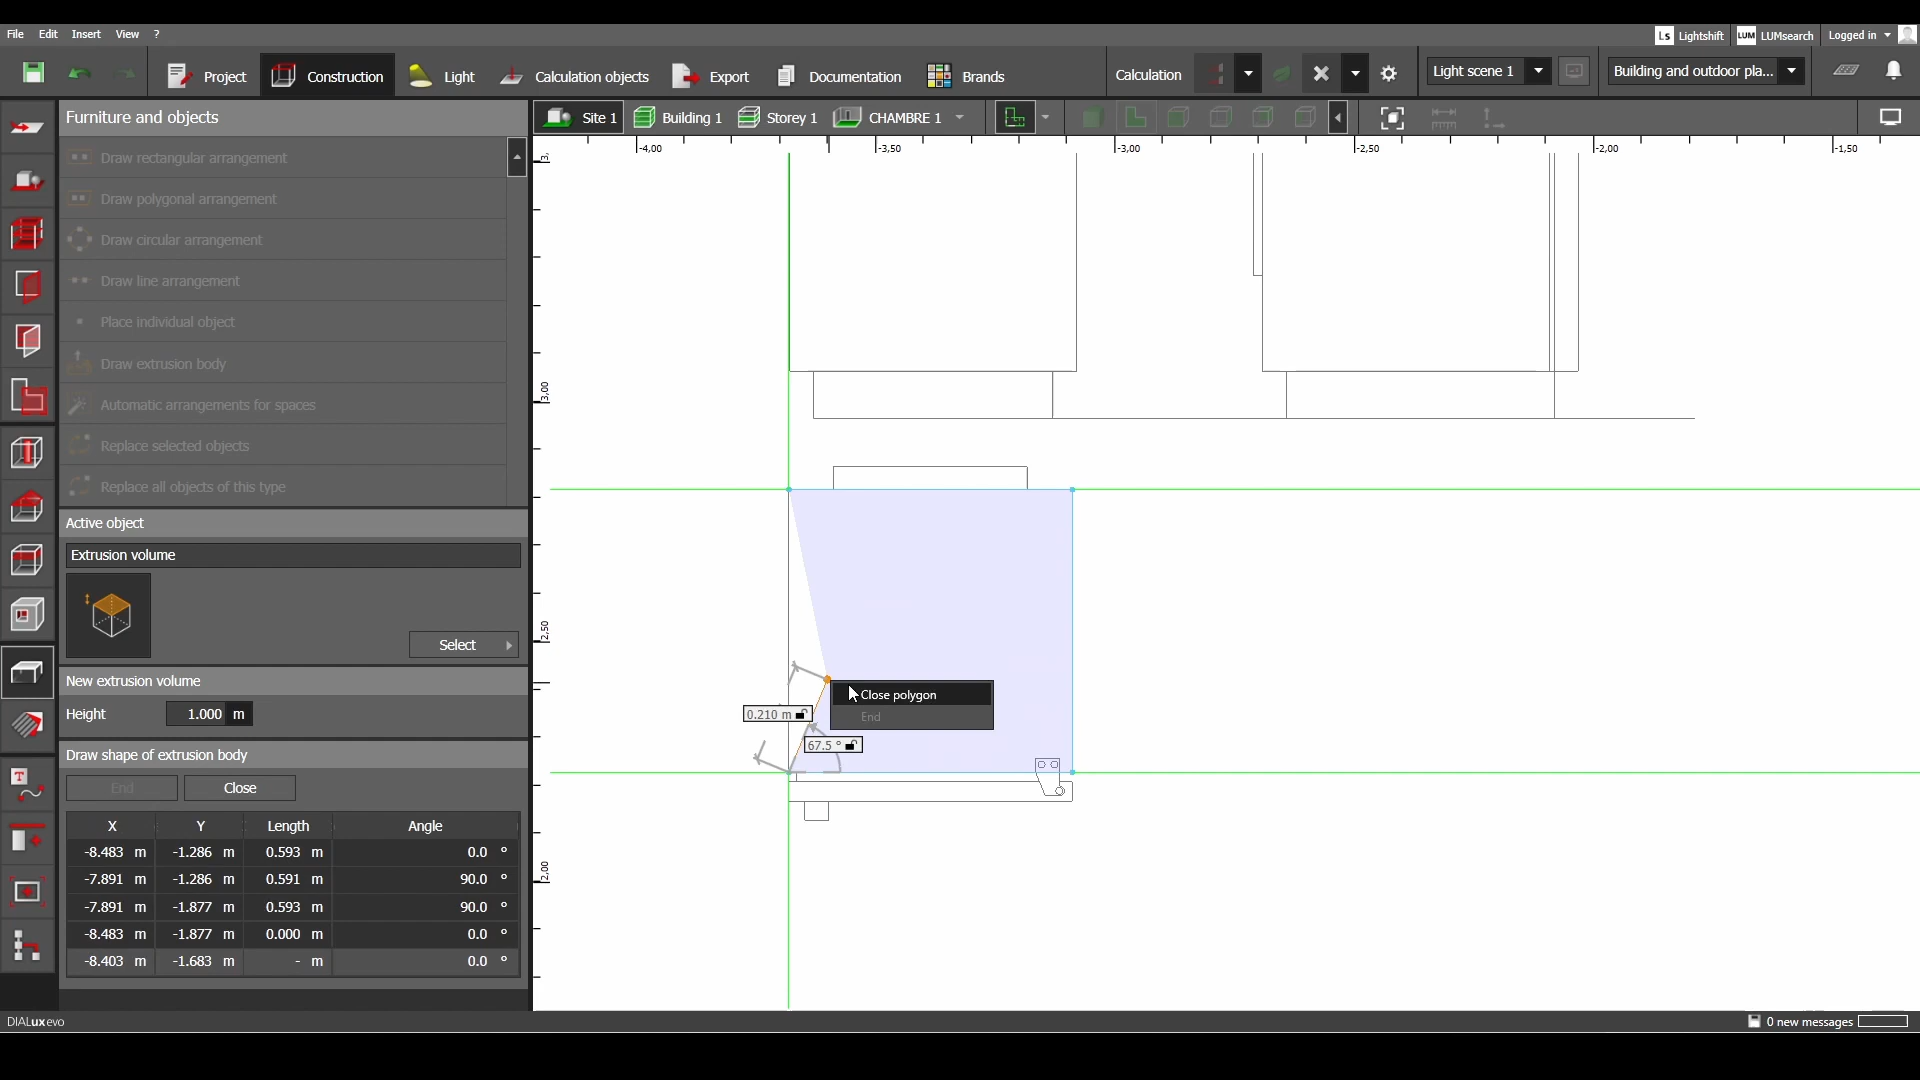 File Edit Insert View ?
Ls Lightshift LUM LUMsearch Logged in
Project Construction Light Calculation objects Export Documentation Brands Calculation Light scene 1 Building and outdoor pla...
Furniture and objects
Site 1 Building 1 Storey 1 CHAMBRE 1
-4,00 -3,50 -3,00 -2,50 -2,00 -1,50
Draw rectangular arrangement
Draw polygonal arrangement
Draw circular arrangement
Draw line arrangement
Place individual object
Draw extrusion body
Automatic arrangements for spaces
Replace selected objects
Replace all objects of this type
3,00
2,50
2,00
Active object
Extrusion volume
Select
New extrusion volume
Height 1.000 m
Draw shape of extrusion body
End Close
X Y Length Angle
-8.483 m -1.286 m 0.593 m 0.0 °
-7.891 m -1.286 m 0.591 m 90.0 °
-7.891 m -1.877 m 0.593 m 90.0 °
-8.483 m -1.877 m 0.000 m 0.0 °
-8.403 m -1.683 m - m 0.0 °
Close polygon
End
0.210 m
67.5 °
DIALux evo
0 new messages